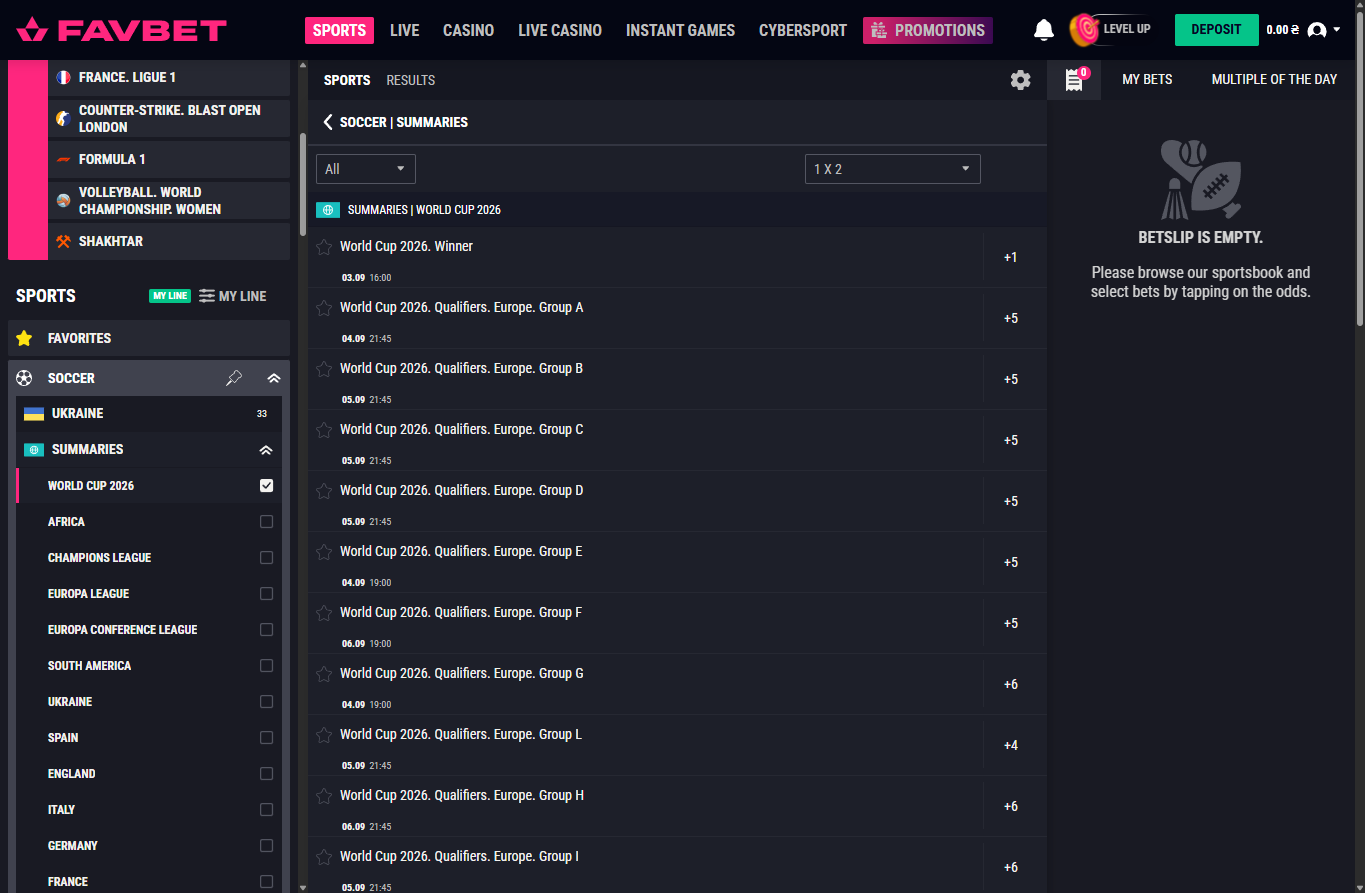 FAVBET
SPORTS
LIVE
CASINO
LIVE CASINO
INSTANT GAMES
CYBERSPORT
PROMOTIONS
LEVEL UP
DEPOSIT
0.00 ₴
FRANCE. LIGUE 1
COUNTER-STRIKE. BLAST OPEN
LONDON
FORMULA 1
VOLLEYBALL. WORLD
CHAMPIONSHIP. WOMEN
SHAKHTAR
SPORTS
MY LINE
MY LINE
FAVORITES
SOCCER
UKRAINE
33
SUMMARIES
WORLD CUP 2026
AFRICA
CHAMPIONS LEAGUE
EUROPA LEAGUE
EUROPA CONFERENCE LEAGUE
SOUTH AMERICA
UKRAINE
SPAIN
ENGLAND
ITALY
GERMANY
FRANCE
SPORTS
RESULTS
SOCCER | SUMMARIES
All
1 X 2
SUMMARIES | WORLD CUP 2026
World Cup 2026. Winner
03.09 16:00
+1
World Cup 2026. Qualifiers. Europe. Group A
04.09 21:45
+5
World Cup 2026. Qualifiers. Europe. Group B
05.09 21:45
+5
World Cup 2026. Qualifiers. Europe. Group C
05.09 21:45
+5
World Cup 2026. Qualifiers. Europe. Group D
05.09 21:45
+5
World Cup 2026. Qualifiers. Europe. Group E
04.09 19:00
+5
World Cup 2026. Qualifiers. Europe. Group F
06.09 19:00
+5
World Cup 2026. Qualifiers. Europe. Group G
04.09 19:00
+6
World Cup 2026. Qualifiers. Europe. Group L
05.09 21:45
+4
World Cup 2026. Qualifiers. Europe. Group H
06.09 21:45
+6
World Cup 2026. Qualifiers. Europe. Group I
05.09 21:45
+6
0
MY BETS
MULTIPLE OF THE DAY
BETSLIP IS EMPTY.
Please browse our sportsbook and
select bets by tapping on the odds.